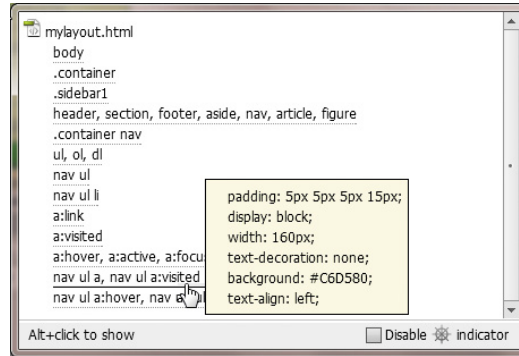 mylayout.html
body
.container
.sidebar1
header, section, footer, aside, nav, article, figure
.container nav
ul, ol, dl
nav ul
nav ul li
a:link
a:visited
a:hover, a:active, a:focu
nav ul a, nav ul a:visited
nav ul a:hover, nav
padding: 5px 5px 5px 15px;
display: block;
width: 160px;
text-decoration: none;
background: #C6D580;
text-align: left;
Alt+click to show
Disable indicator